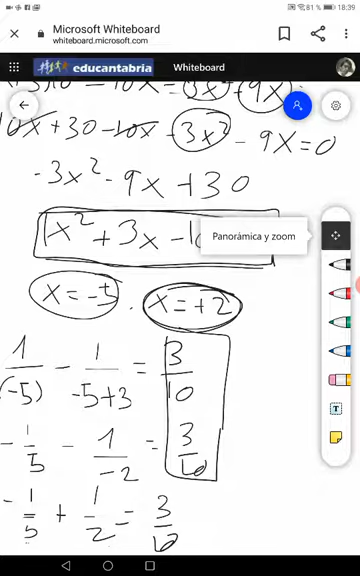 81 % 18:39
Microsoft Whiteboard
whiteboard.microsoft.com
educantabria Whiteboard
10x + 30 - 10x - 3x² - 9x = 0
-3x² - 9x + 30
x² + 3x - 10
Panorámica y zoom
x = -5 . x = +2
1/(-5) - 1/(-5+3) = 3/10
- 1/5 - 1/-2 = 3/10
- 1/5 + 1/2 = 3/10
T